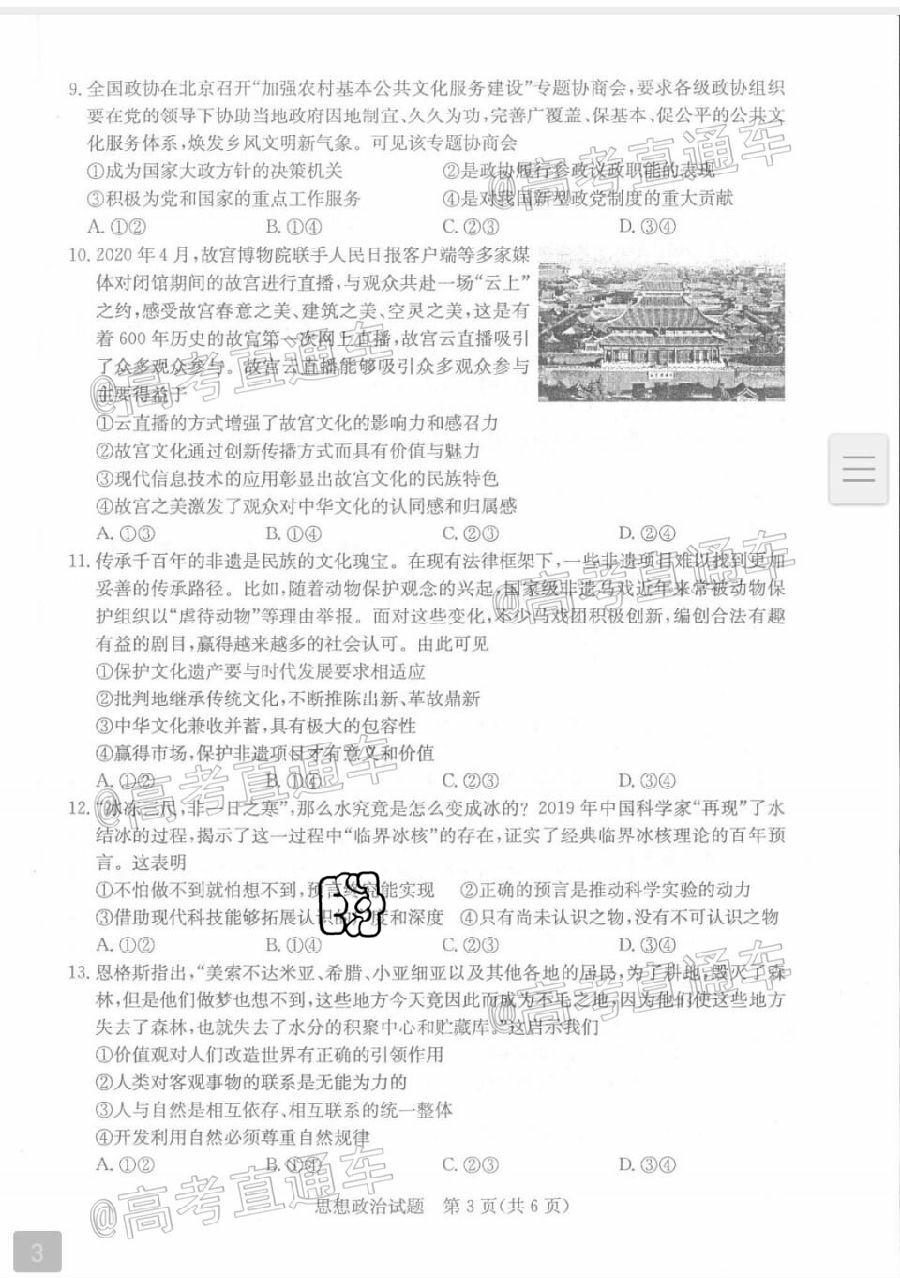 9. 全国政协在北京召开“加强农村基本公共文化服务建设”专题协商会，要求各级政协组织
要在党的领导下协助当地政府因地制宜、久久为功，完善广覆盖、保基本、促公平的公共文
化服务体系，焕发乡风文明新气象。可见该专题协商会
①成为国家大政方针的决策机关 ②是政协履行参政议政职能的表现
③积极为党和国家的重点工作服务 ④是对我国新型政党制度的重大贡献
A. ①② B. ①④ C. ②③ D. ③④
10. 2020 年 4 月，故宫博物院联手人民日报客户端等多家媒
体对闭馆期间的故宫进行直播，与观众共赴一场“云上”
之约，感受故宫春意之美、建筑之美、空灵之美，这是有
着 600 年历史的故宫第一次网上直播，故宫云直播吸引
了众多观众参与。故宫云直播能够吸引众多观众参与
主要得益于
①云直播的方式增强了故宫文化的影响力和感召力
②故宫文化通过创新传播方式而具有价值与魅力
③现代信息技术的应用彰显出故宫文化的民族特色
④故宫之美激发了观众对中华文化的认同感和归属感
A. ①③ B. ①④ C. ②③ D. ②④
11. 传承千百年的非遗是民族的文化瑰宝。在现有法律框架下，一些非遗项目难以找到更加
妥善的传承路径。比如，随着动物保护观念的兴起，国家级非遗马戏近年来常被动物保
护组织以“虐待动物”等理由举报。面对这些变化，不少马戏团积极创新，编创合法有趣
有益的剧目，赢得越来越多的社会认可。由此可见
①保护文化遗产要与时代发展要求相适应
②批判地继承传统文化，不断推陈出新、革故鼎新
③中华文化兼收并蓄，具有极大的包容性
④赢得市场，保护非遗项目才有意义和价值
A. ①② B. ①④ C. ②③ D. ③④
12. “冰冻三尺，非一日之寒”，那么水究竟是怎么变成冰的？2019 年中国科学家“再现”了水
结冰的过程，揭示了这一过程中“临界冰核”的存在，证实了经典临界冰核理论的百年预
言。这表明
①不怕做不到就怕想不到，预言终究能实现 ②正确的预言是推动科学实验的动力
③借助现代科技能够拓展认识的广度和深度 ④只有尚未认识之物，没有不可认识之物
A. ①② B. ①④ C. ②③ D. ③④
13. 恩格斯指出，“美索不达米亚、希腊、小亚细亚以及其他各地的居民，为了耕地，毁灭了森
林，但是他们做梦也想不到，这些地方今天竟因此而成为不毛之地，因为他们使这些地方
失去了森林，也就失去了水分的积聚中心和贮藏库。”这启示我们
①价值观对人们改造世界有正确的引领作用
②人类对客观事物的联系是无能为力的
③人与自然是相互依存、相互联系的统一整体
④开发利用自然必须尊重自然规律
A. ①② B. ①④ C. ②③ D. ③④
思想政治试题 第 3 页（共 6 页）
3
@高考直通车
@高考直通车
@高考直通车
@高考直通车
@高考直通车
@高考直通车